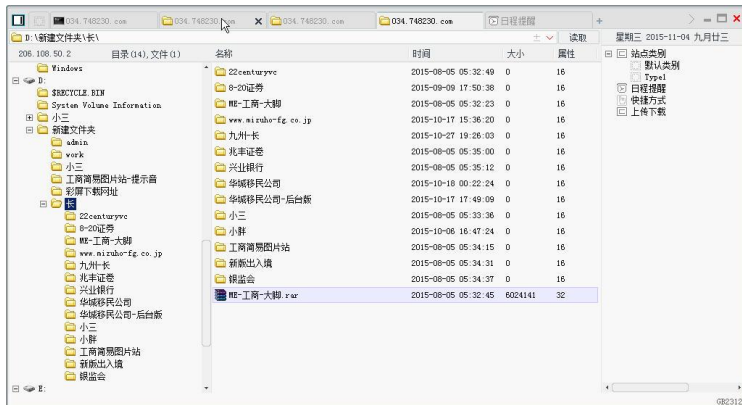 034.748230.com 034.748230.com 034.748230.com 034.748230.com 日程提醒 +
D:\新建文件夹\长\ 读取 星期三 2015-11-04 九月廿三
206.108.50.2 目录(14),文件(1) 名称 时间 大小 属性
Windows
D:
$RECYCLE.BIN
System Volume Information
小三
新建文件夹
admin
work
小三
工商简易图片站-提示音
彩屏下载网址
长
22centuryvc
8-20证劵
ME-工商-大脚
www.mizuho-fg.co.jp
九州-长
兆丰证卷
兴业银行
华城移民公司
华城移民公司-后台版
小三
小胖
工商简易图片站
新版出入境
银监会
E:
22centuryvc 2015-08-05 05:32:49 0 16
8-20证劵 2015-09-09 17:50:38 0 16
ME-工商-大脚 2015-08-05 05:32:23 0 16
www.mizuho-fg.co.jp 2015-10-17 15:36:20 0 16
九州-长 2015-10-27 19:26:03 0 16
兆丰证卷 2015-08-05 05:35:00 0 16
兴业银行 2015-08-05 05:35:12 0 16
华城移民公司 2015-10-18 00:22:24 0 16
华城移民公司-后台版 2015-10-17 17:49:09 0 16
小三 2015-08-05 05:33:36 0 16
小胖 2015-10-06 16:47:24 0 16
工商简易图片站 2015-08-05 05:34:15 0 16
新版出入境 2015-08-05 05:34:31 0 16
银监会 2015-08-05 05:34:37 0 16
ME-工商-大脚.rar 2015-08-05 05:32:45 6024141 32
站点类别
默认类别
Type1
日程提醒
快捷方式
上传下载
GB2312